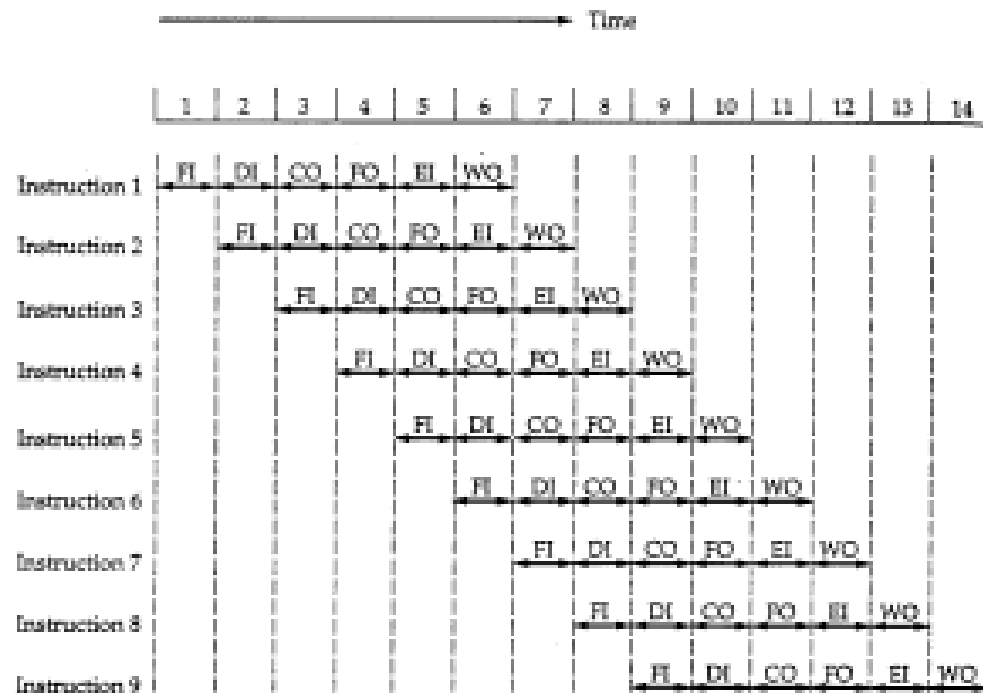 Time
1 2 3 4 5 6 7 8 9 10 11 12 13 14
Instruction 1 FI DI CO FO EI WO
Instruction 2 FI DI CO FO EI WO
Instruction 3 FI DI CO FO EI WO
Instruction 4 FI DI CO FO EI WO
Instruction 5 FI DI CO FO EI WO
Instruction 6 FI DI CO FO EI WO
Instruction 7 FI DI CO FO EI WO
Instruction 8 FI DI CO FO EI WO
Instruction 9 FI DI CO FO EI WO